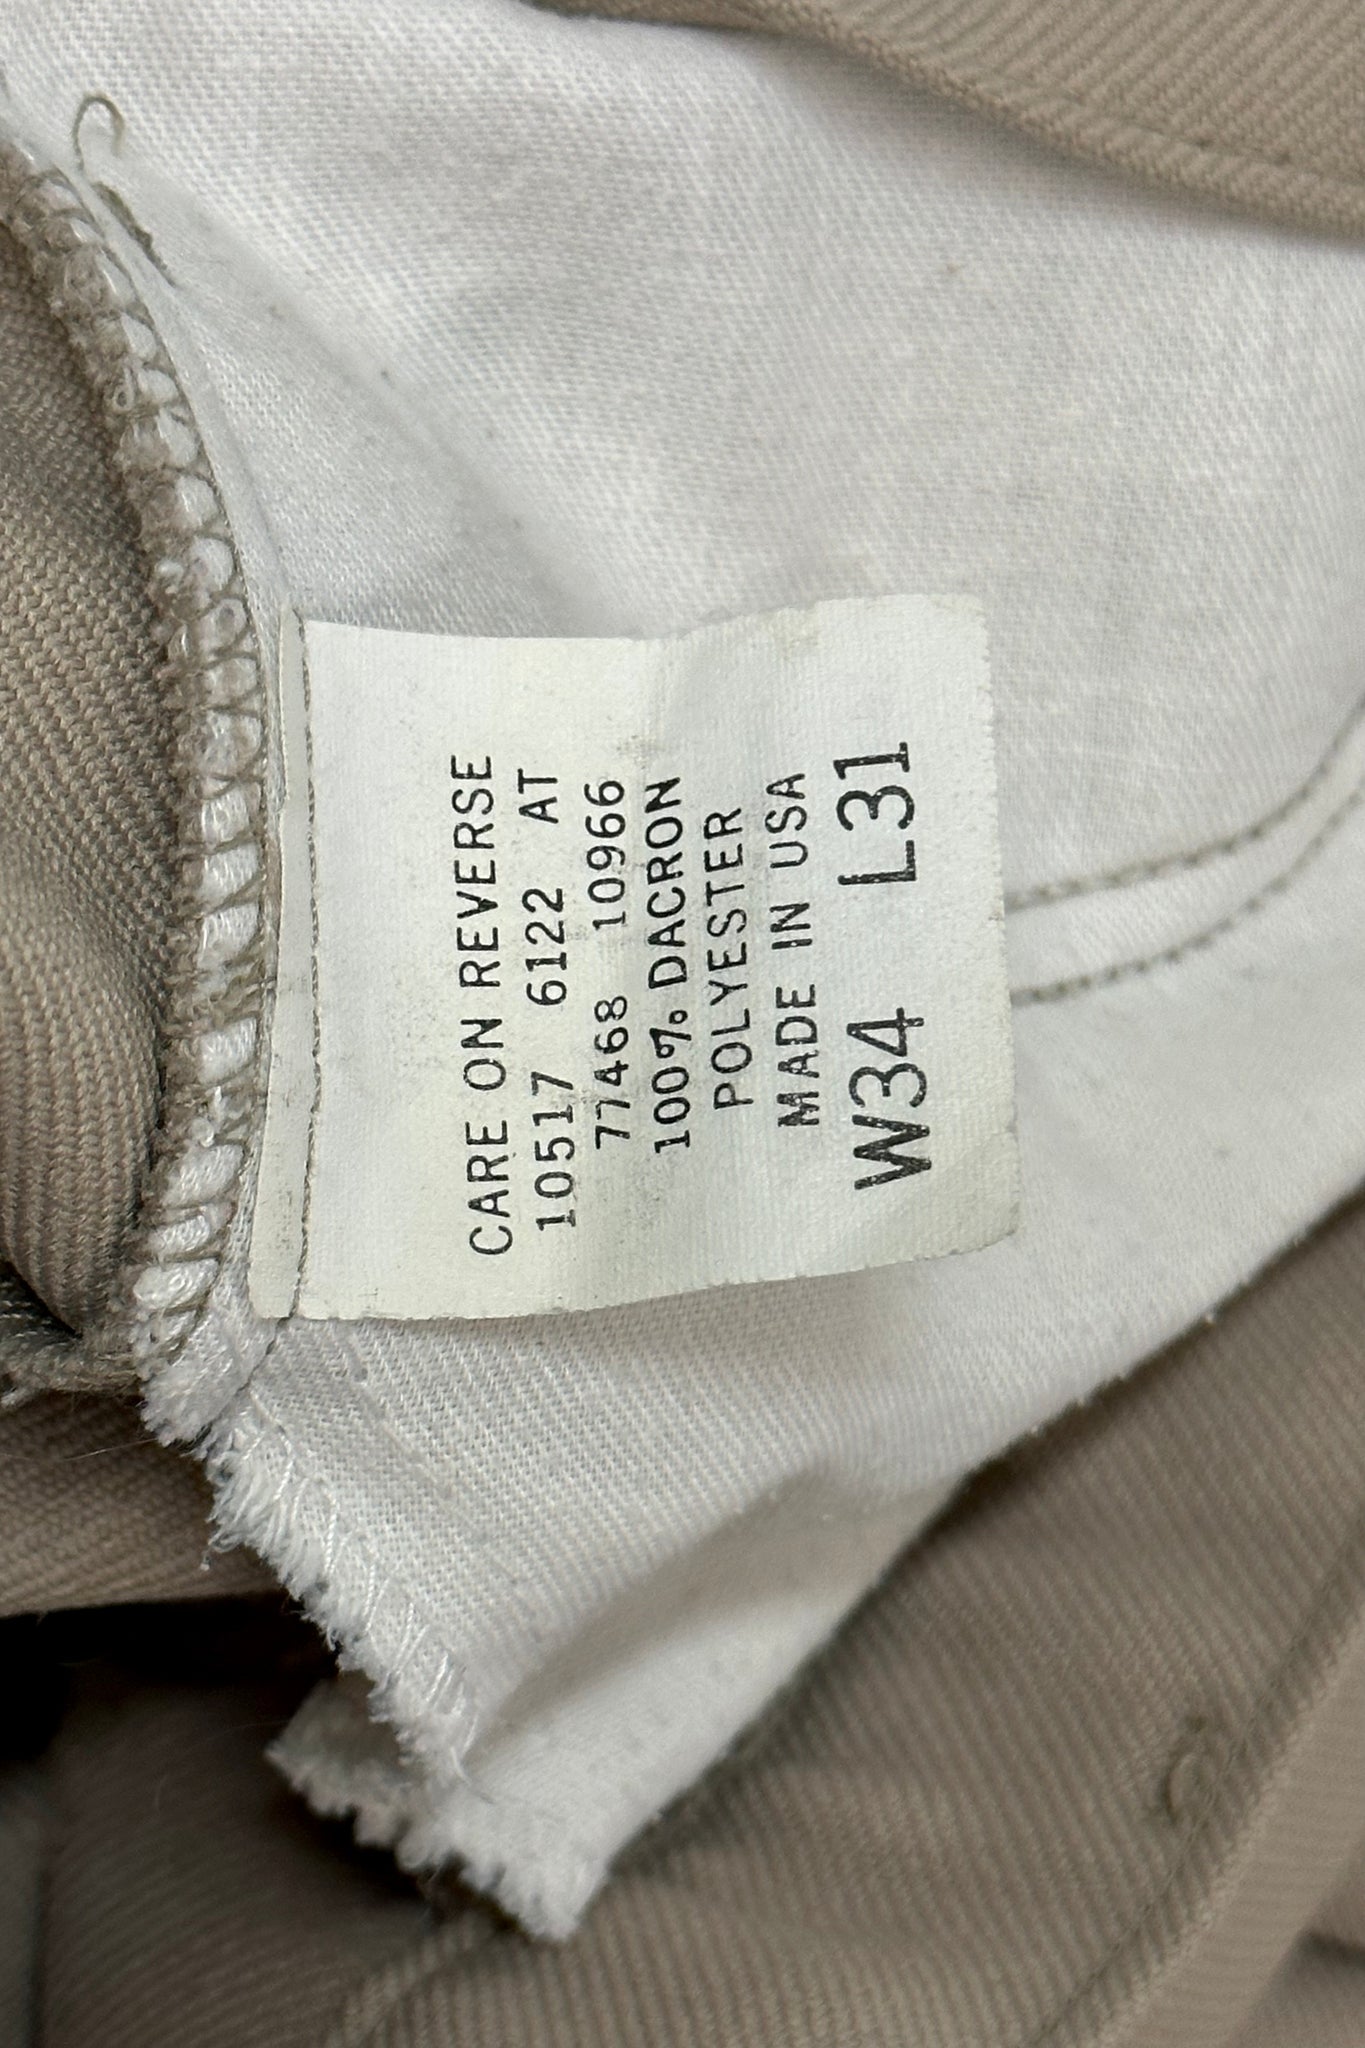 CARE ON REVERSE
10517 6122 AT
77468 10966
100% DACRON
POLYESTER
MADE IN USA
W34 L31